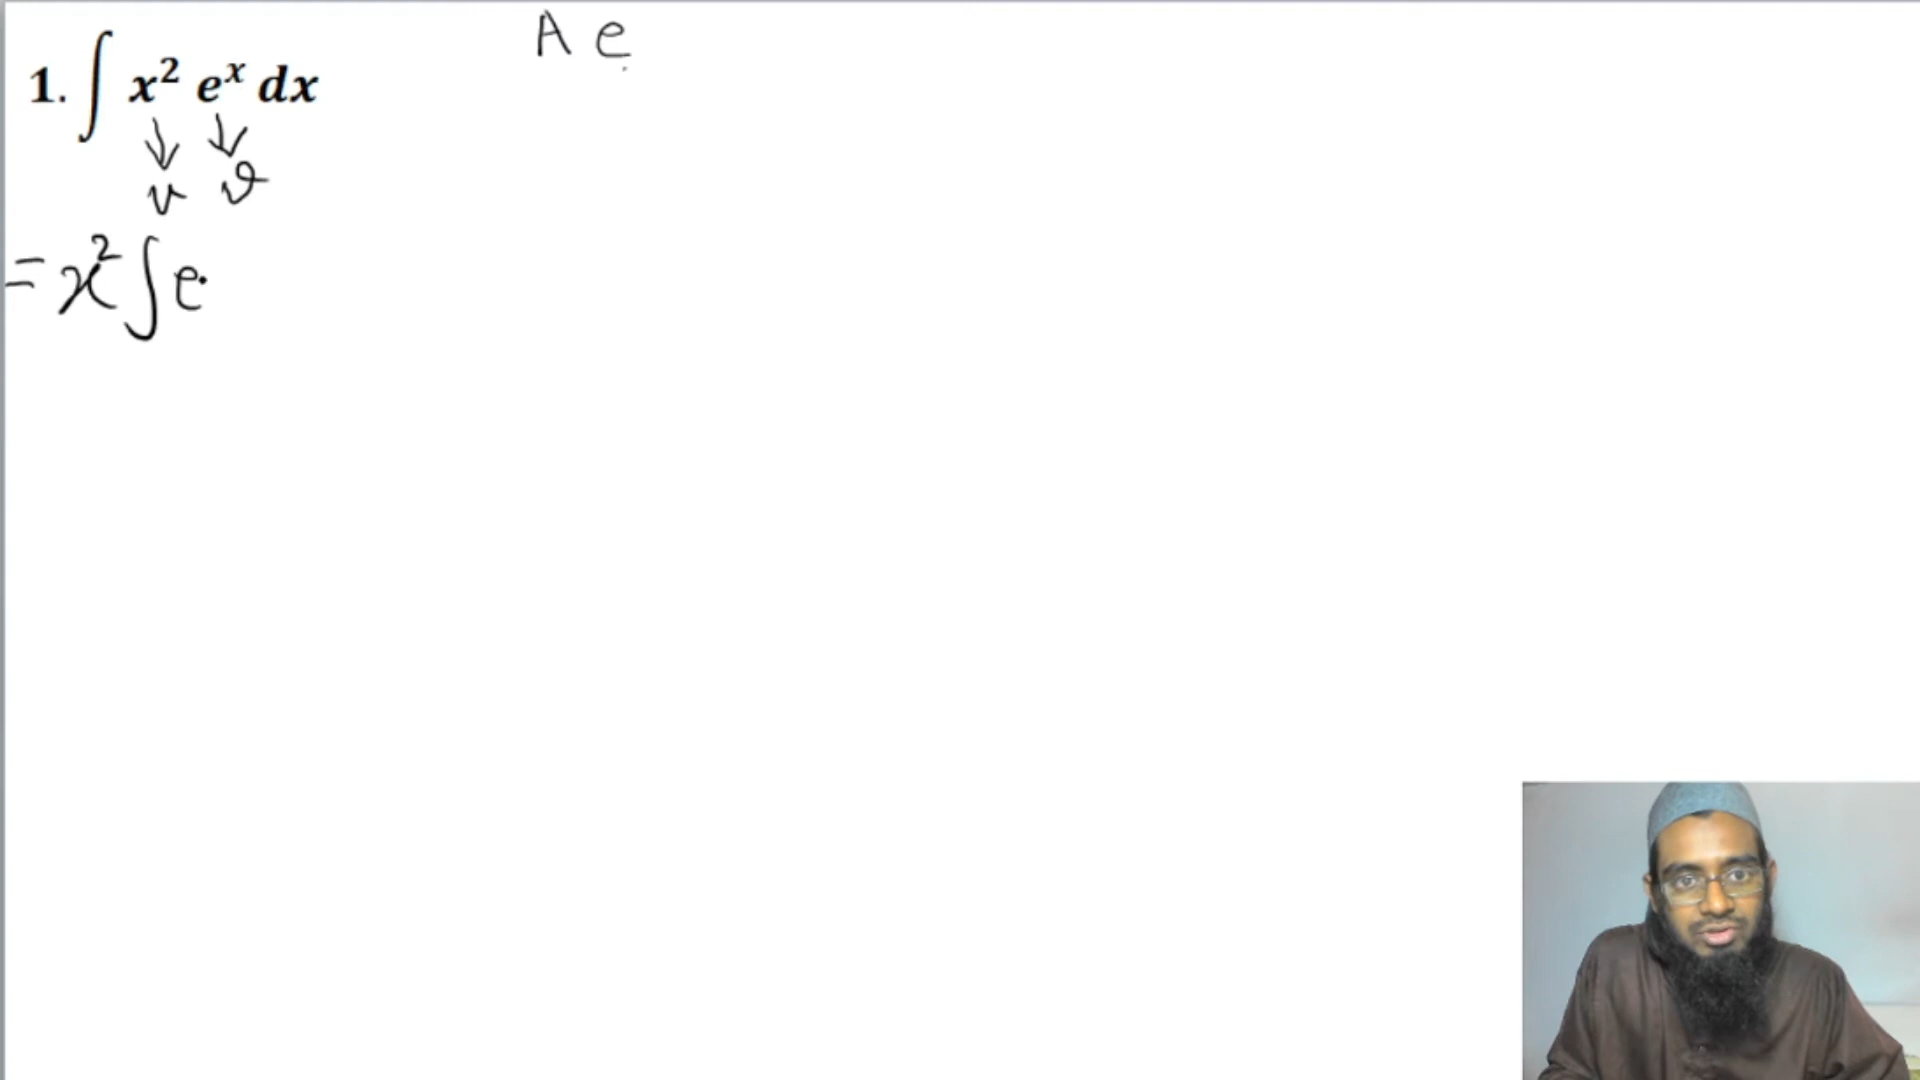 A e
1. ∫ x² eˣ dx
u v
= x² ∫ e